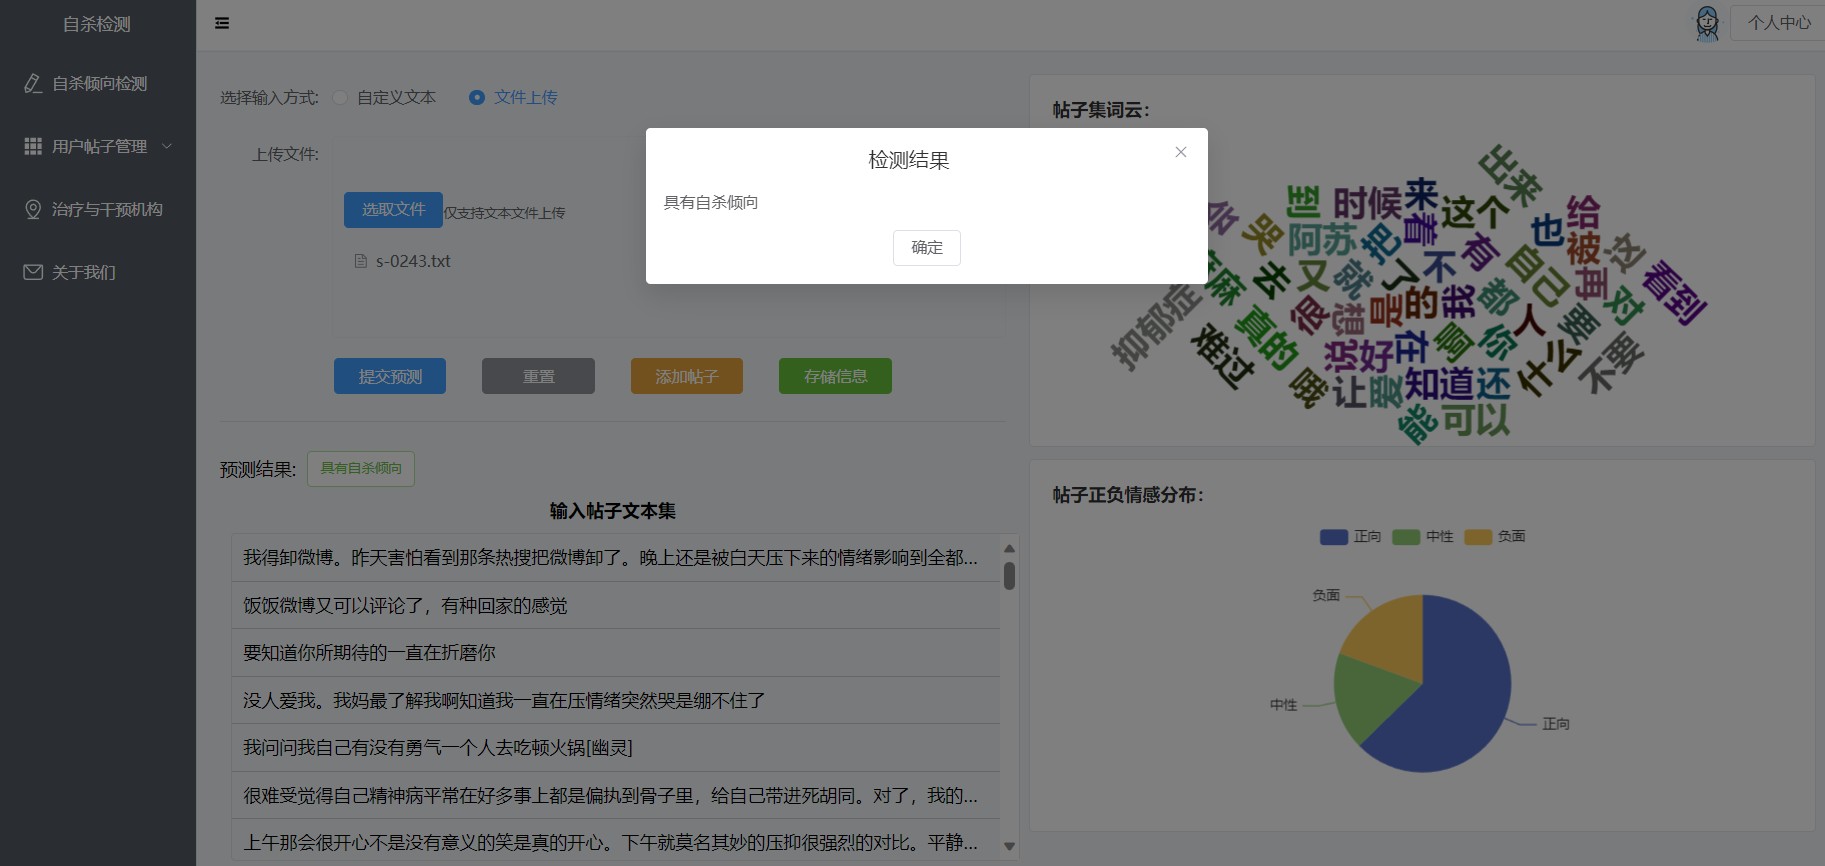 自杀检测
自杀倾向检测
用户帖子管理
治疗与干预机构
关于我们
个人中心
选择输入方式: 自定义文本 文件上传
上传文件:
选取文件 仅支持文本文件上传
s-0243.txt
提交预测 重置 添加帖子 存储信息
检测结果
具有自杀倾向
确定
预测结果: 具有自杀倾向
输入帖子文本集
我得卸微博。昨天害怕看到那条热搜把微博卸了。晚上还是被白天压下来的情绪影响到全都...
饭饭微博又可以评论了，有种回家的感觉
要知道你所期待的一直在折磨你
没人爱我。我妈最了解我啊知道我一直在压情绪突然哭是绷不住了
我问问我自己有没有勇气一个人去吃顿火锅[幽灵]
很难受觉得自己精神病平常在好多事上都是偏执到骨子里，给自己带进死胡同。对了，我的...
上午那会很开心不是没有意义的笑是真的开心。下午就莫名其妙的压抑很强烈的对比。平静...
帖子集词云:
出来
到
时候
来
这个
给
会
哭
阿苏
把
着
有
也
被
这
去
又
就
了
不
自己
再
看到
抑郁症
麻
很
想
是
的
我
都
对
难过
真的
说
好
在
你
人
要
哦
让
爱
知道
还
什么
不要
能
可以
帖子正负情感分布:
正向 中性 负面
负面
中性
正向